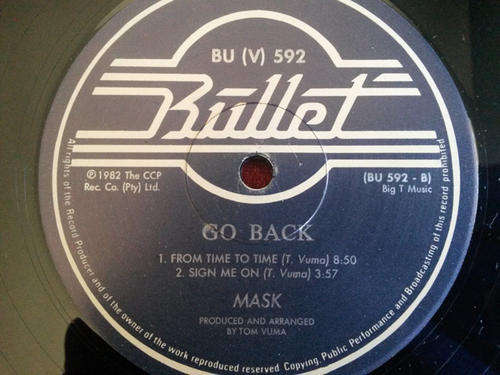 BU (V) 592
Bullet
℗1982 The CCP
Rec. Co. (Pty) Ltd.
(BU 592 - B)
Big T Music
GO BACK
1. FROM TIME TO TIME (T. Vuma) 8:50
2. SIGN ME ON (T. Vuma) 3:57
MASK
PRODUCED AND ARRANGED
BY TOM VUMA
All rights of the Record Producer and of the owner of the work reproduced reserved. Copying, Public Performance and Broadcasting of this record prohibited.